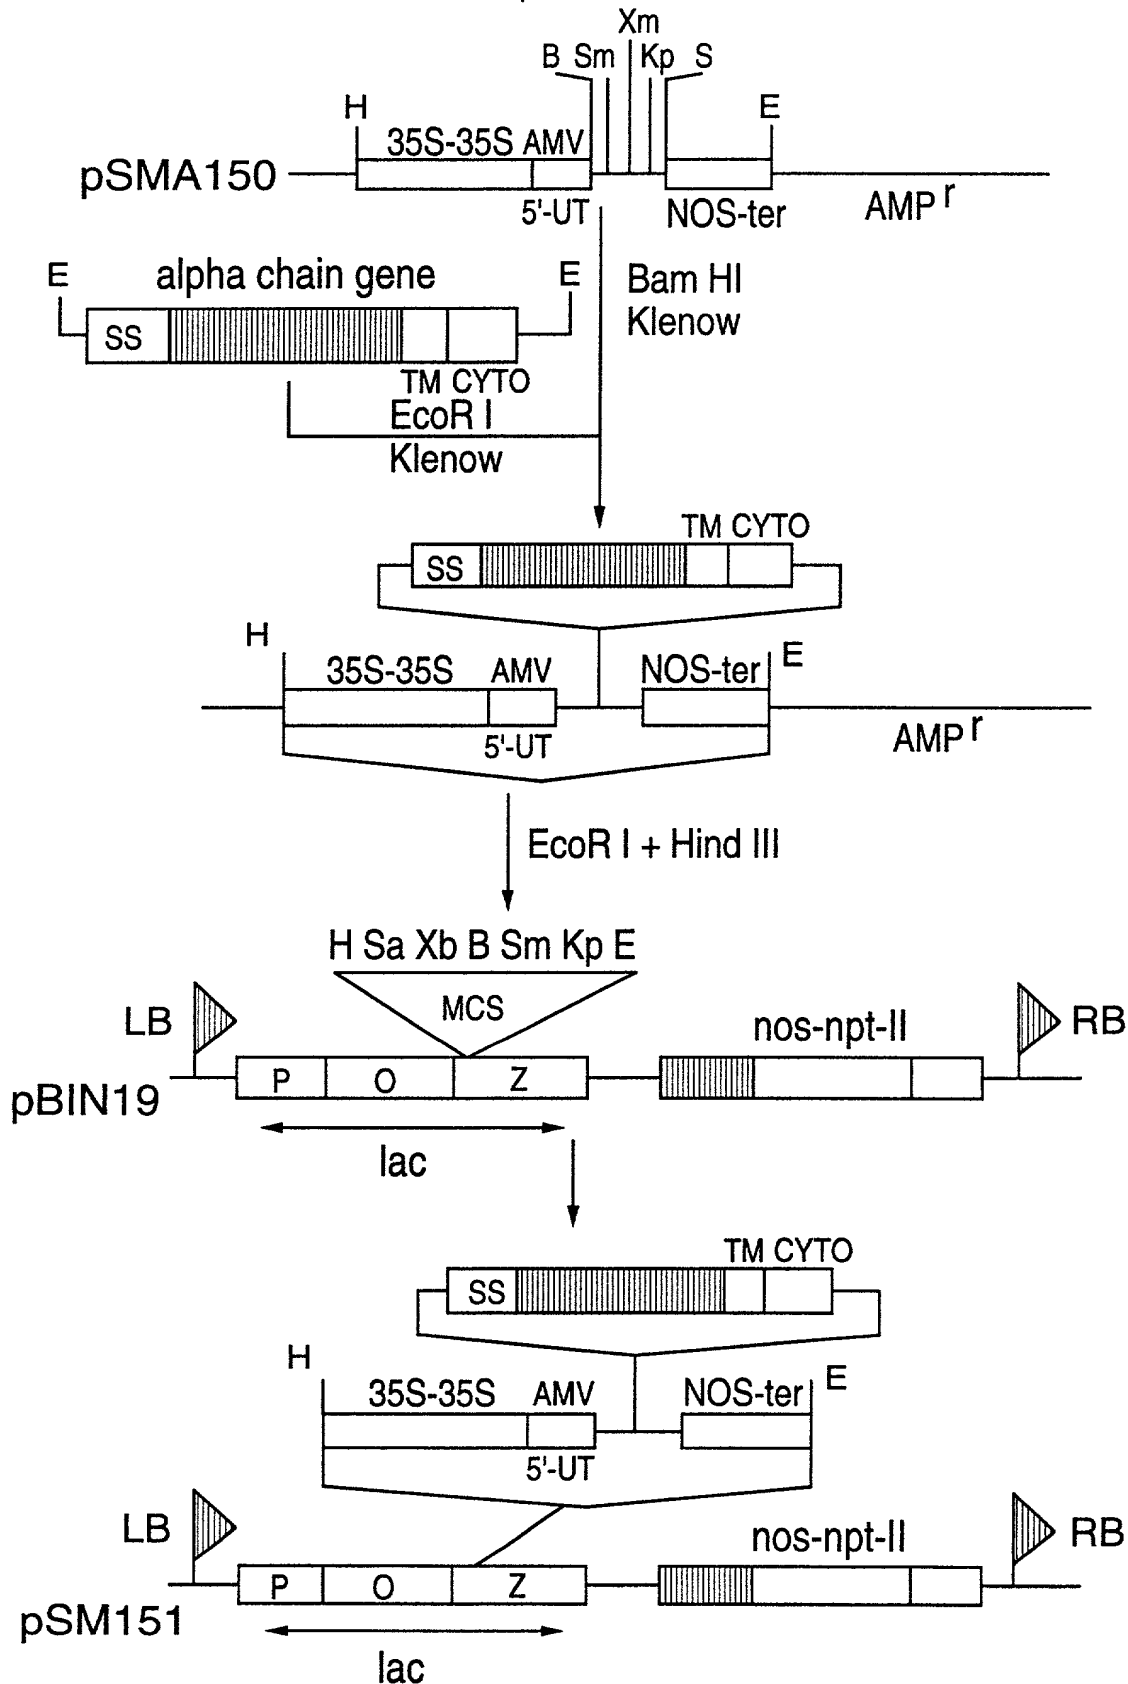 Xm
B Sm Kp S
H E
35S-35S AMV
pSMA150
5'-UT NOS-ter AMP r
E alpha chain gene E
Bam HI
Klenow
SS
TM CYTO
EcoR I
Klenow
TM CYTO
SS
H E
35S-35S AMV NOS-ter
5'-UT AMP r
EcoR I + Hind III
H Sa Xb B Sm Kp E
MCS
LB nos-npt-II RB
P O Z
pBIN19
lac
TM CYTO
SS
H E
35S-35S AMV NOS-ter
5'-UT
LB nos-npt-II RB
P O Z
pSM151
lac